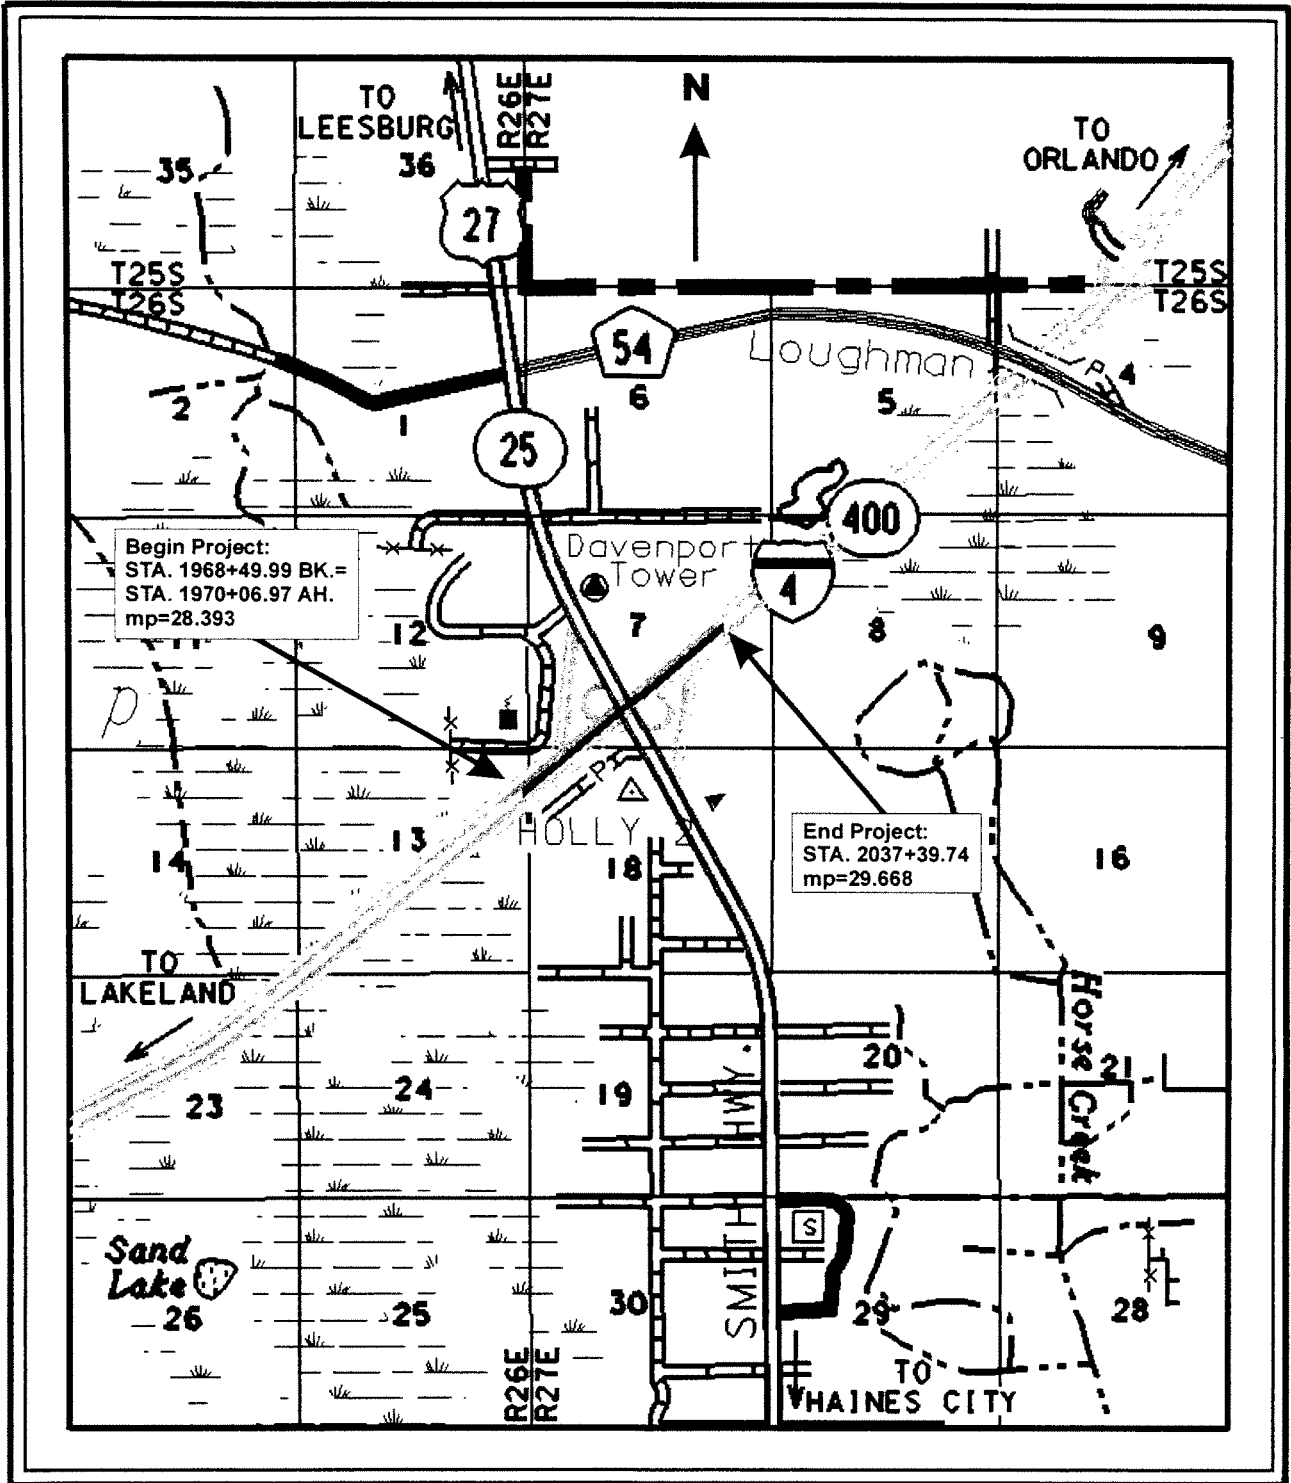 TO
LEESBURG
R26E
R27E
N
TO
ORLANDO
35
36
27
T25S
T26S
T25S
T26S
54
Loughman
P
4
2
1
6
5
25
400
Davenport
Tower
4
Begin Project:
STA. 1968+49.99 BK.=
STA. 1970+06.97 AH.
mp=28.393
12
7
8
9
P
P
HOLLY 2
End Project:
STA. 2037+39.74
mp=29.668
14
13
18
16
TO
LAKELAND
Horse Creek
20
21
23
24
19
SMITH HWY.
S
Sand
Lake
26
25
30
29
28
R26E
R27E
TO
HAINES CITY